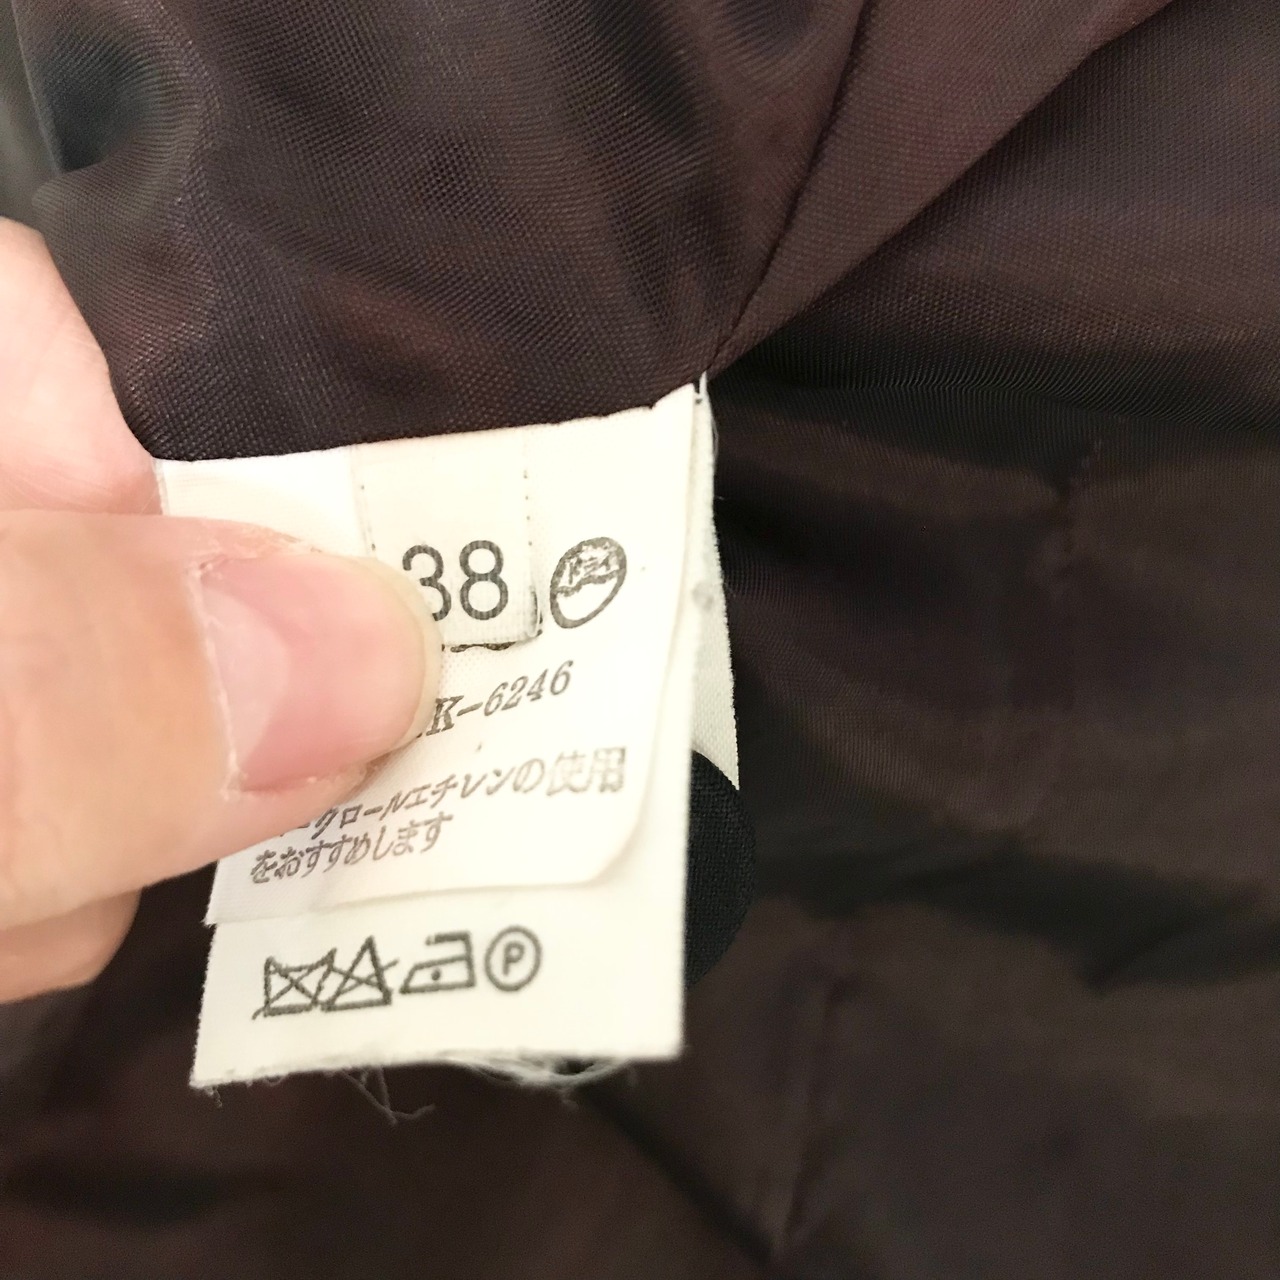 38
K-6246
クロールエチレンの使用
をおすすめします
P